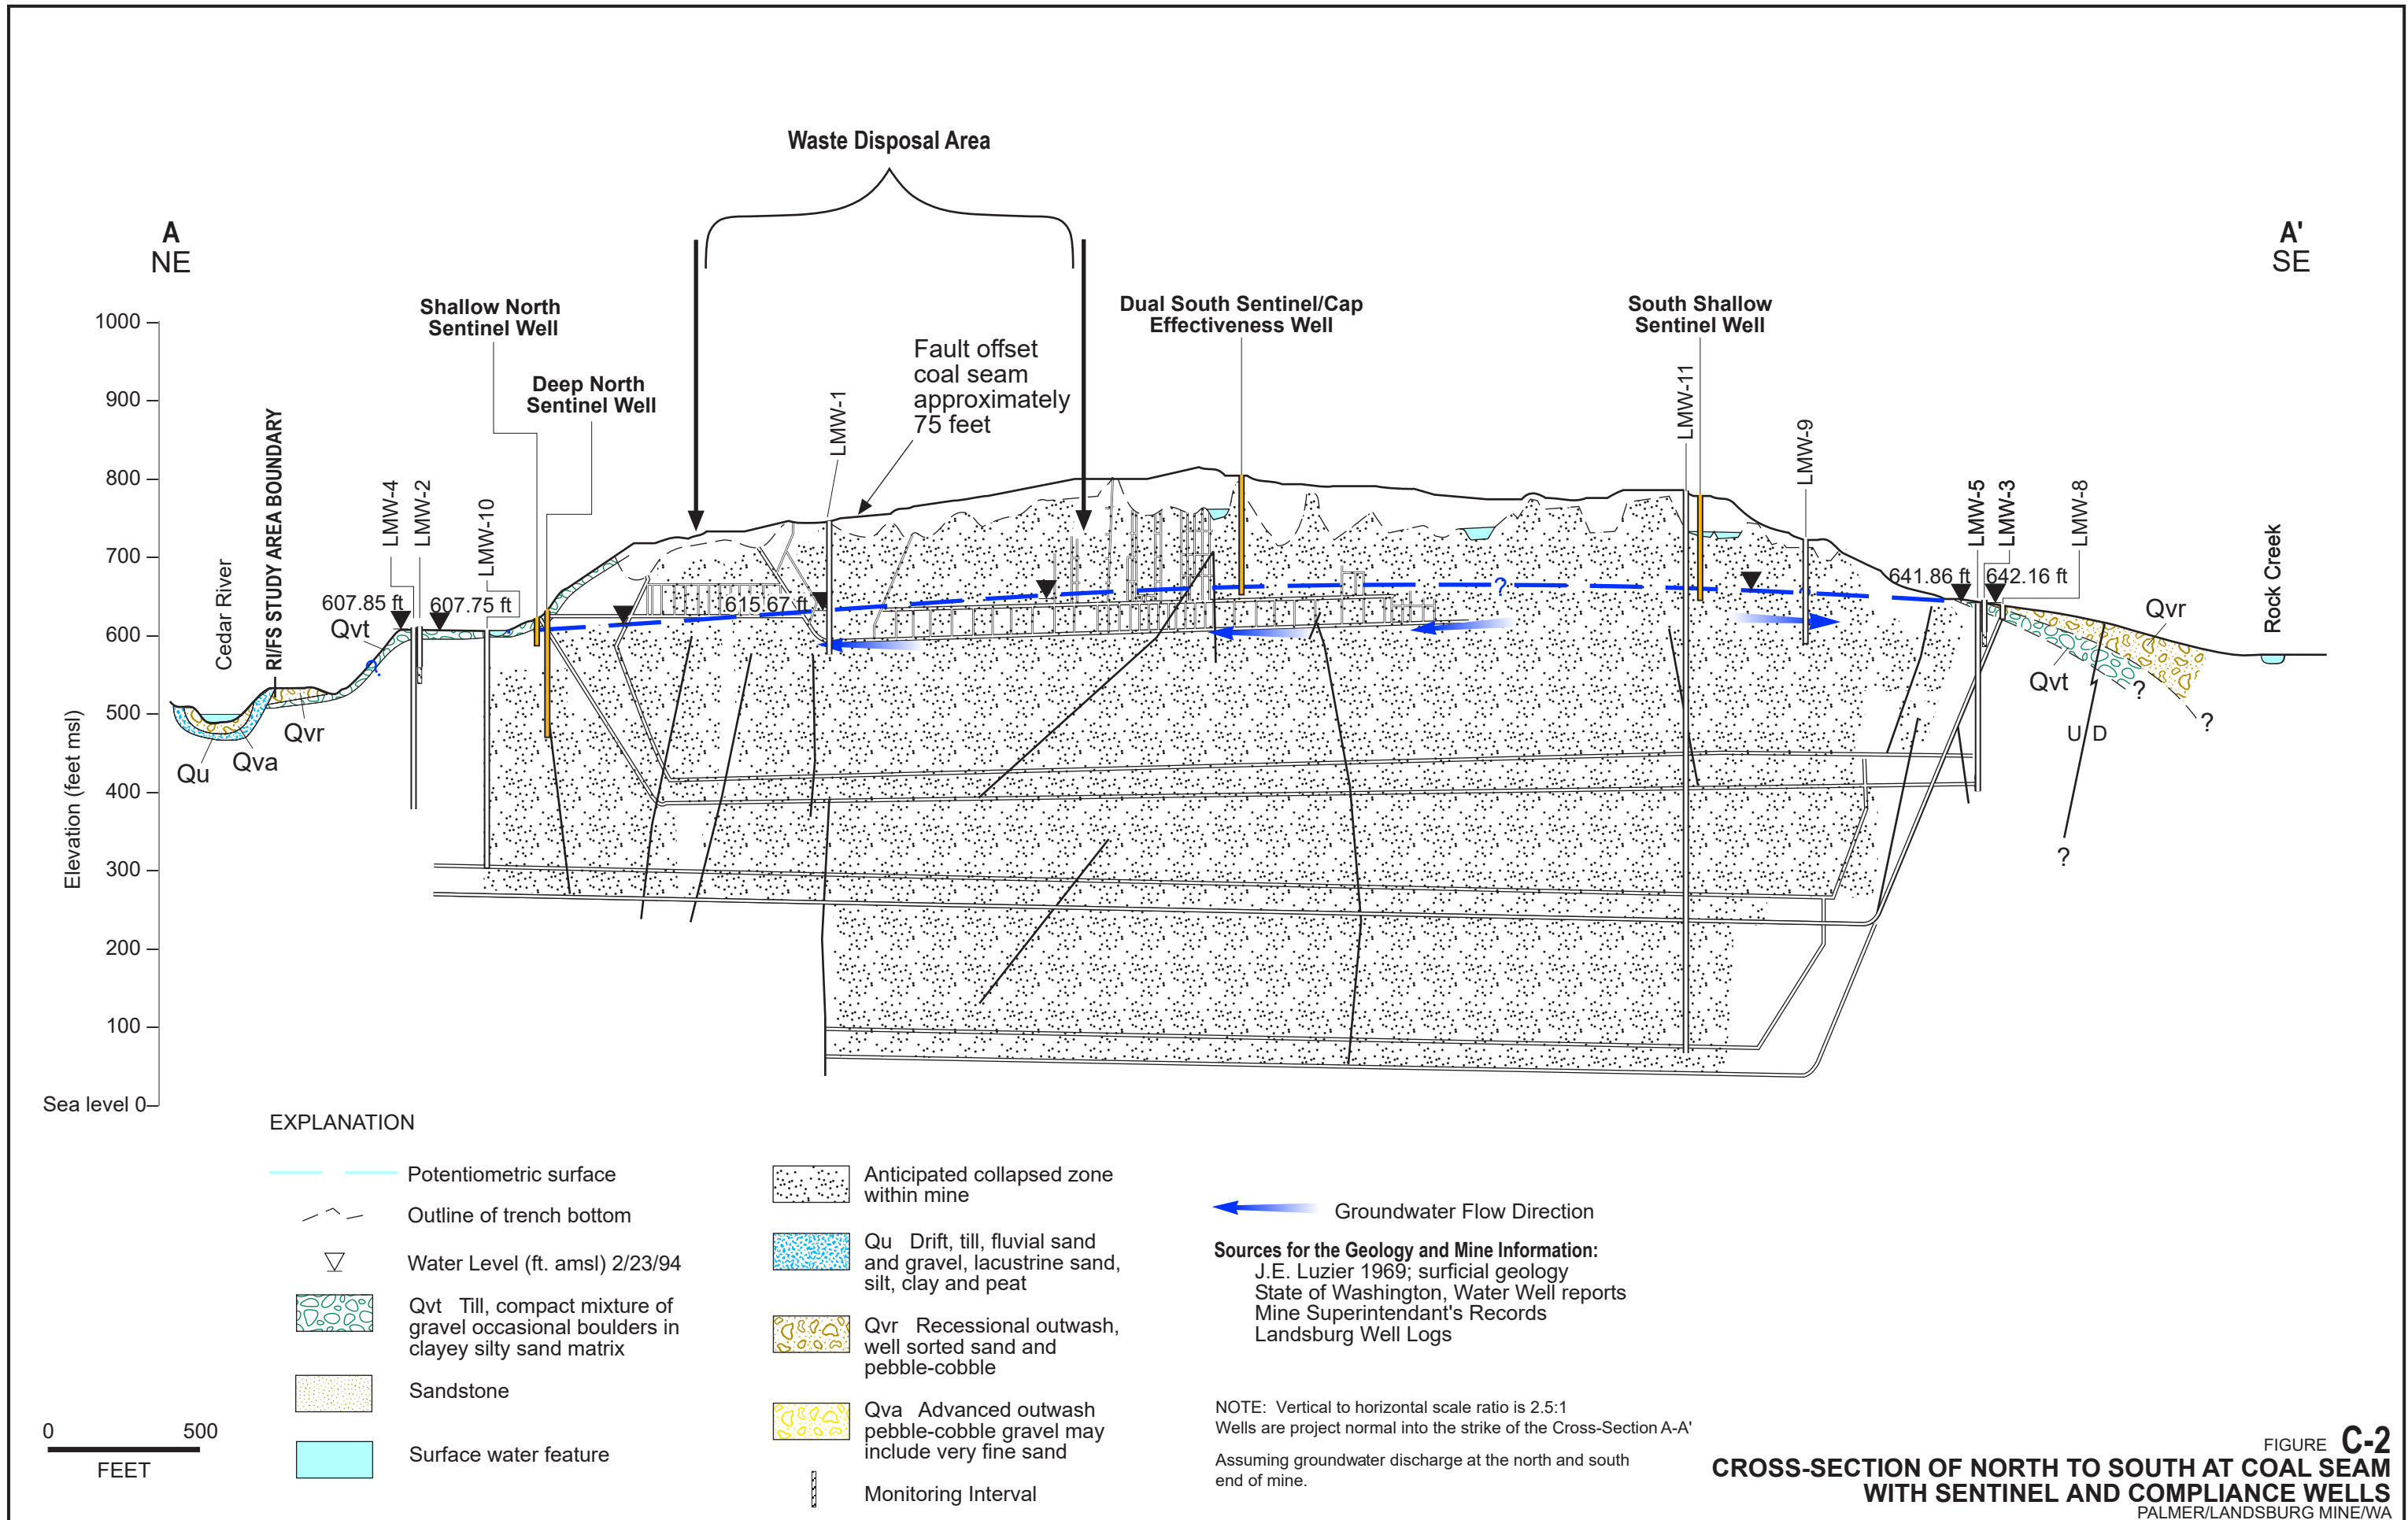 Waste Disposal Area
A
NE
A'
SE
Shallow North
Sentinel Well
Deep North
Sentinel Well
Dual South Sentinel/Cap
Effectiveness Well
South Shallow
Sentinel Well
Fault offset
coal seam
approximately
75 feet
LMW-1
LMW-11
LMW-9
Cedar River
RI/FS STUDY AREA BOUNDARY
LMW-4
LMW-2
LMW-10
LMW-5
LMW-3
LMW-8
Rock Creek
Elevation (feet msl)
1000
900
800
700
600
500
400
300
200
100
Sea level 0
607.85 ft
607.75 ft
615.67 ft
641.86 ft
642.16 ft
Qvt
Qvr
Qva
Qu
?
?
?
Qvr
Qvt
?
?
U
D
?
EXPLANATION
Potentiometric surface
Outline of trench bottom
Water Level (ft. amsl) 2/23/94
Qvt Till, compact mixture of
gravel occasional boulders in
clayey silty sand matrix
Sandstone
Surface water feature
Anticipated collapsed zone
within mine
Qu Drift, till, fluvial sand
and gravel, lacustrine sand,
silt, clay and peat
Qvr Recessional outwash,
well sorted sand and
pebble-cobble
Qva Advanced outwash
pebble-cobble gravel may
include very fine sand
Monitoring Interval
Groundwater Flow Direction
Sources for the Geology and Mine Information:
J.E. Luzier 1969; surficial geology
State of Washington, Water Well reports
Mine Superintendant's Records
Landsburg Well Logs
NOTE: Vertical to horizontal scale ratio is 2.5:1
Wells are project normal into the strike of the Cross-Section A-A'
Assuming groundwater discharge at the north and south
end of mine.
0 500
FEET
FIGURE C-2
CROSS-SECTION OF NORTH TO SOUTH AT COAL SEAM
WITH SENTINEL AND COMPLIANCE WELLS
PALMER/LANDSBURG MINE/WA